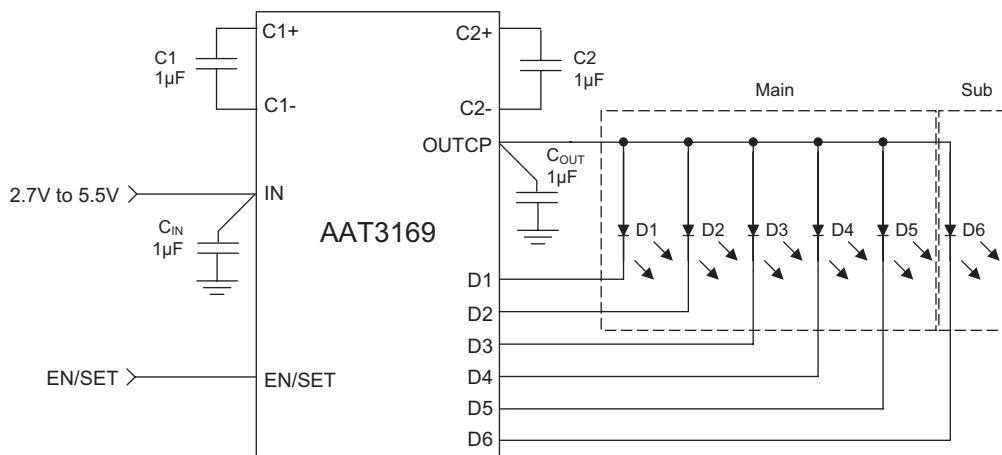 C1+
C2+
C1
1µF
C2
1µF
C1-
C2-
Main
Sub
OUTCP
COUT
1µF
2.7V to 5.5V
IN
CIN
1µF
AAT3169
D1
D2
D3
D4
D5
D6
D1
D2
D3
EN/SET
EN/SET
D4
D5
D6